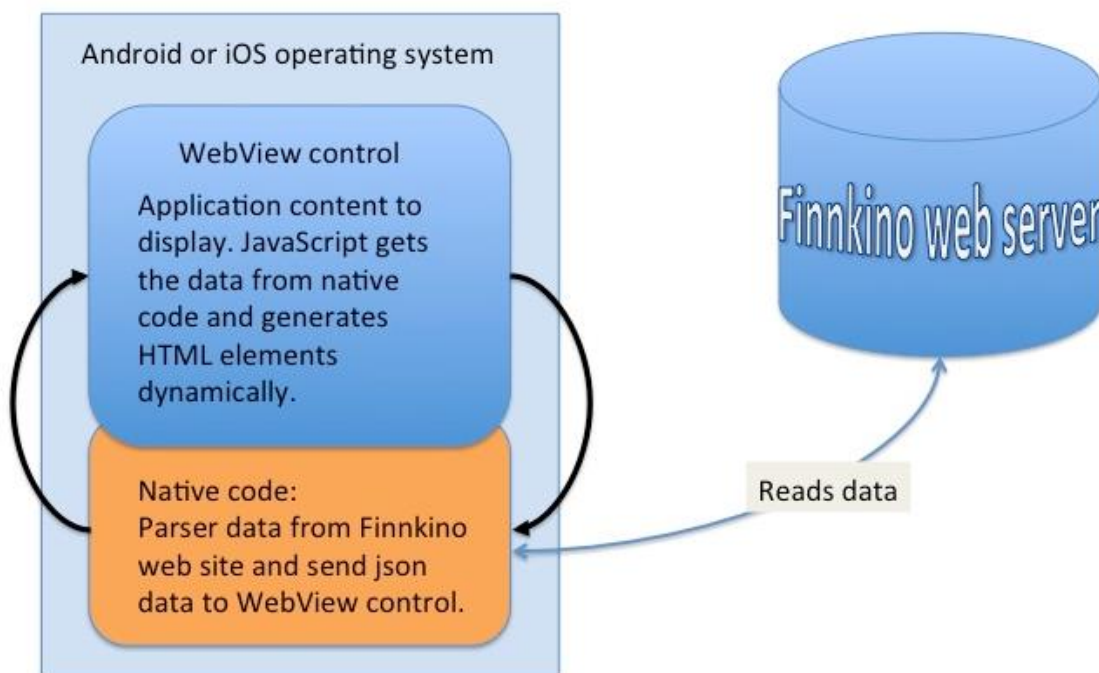 Android or iOS operating system
WebView control
Application content to
display. JavaScript gets
the data from native
code and generates
HTML elements
dynamically.
Native code:
Parser data from Finnkino
web site and send json
data to WebView control.
Finnkino web server
Reads data